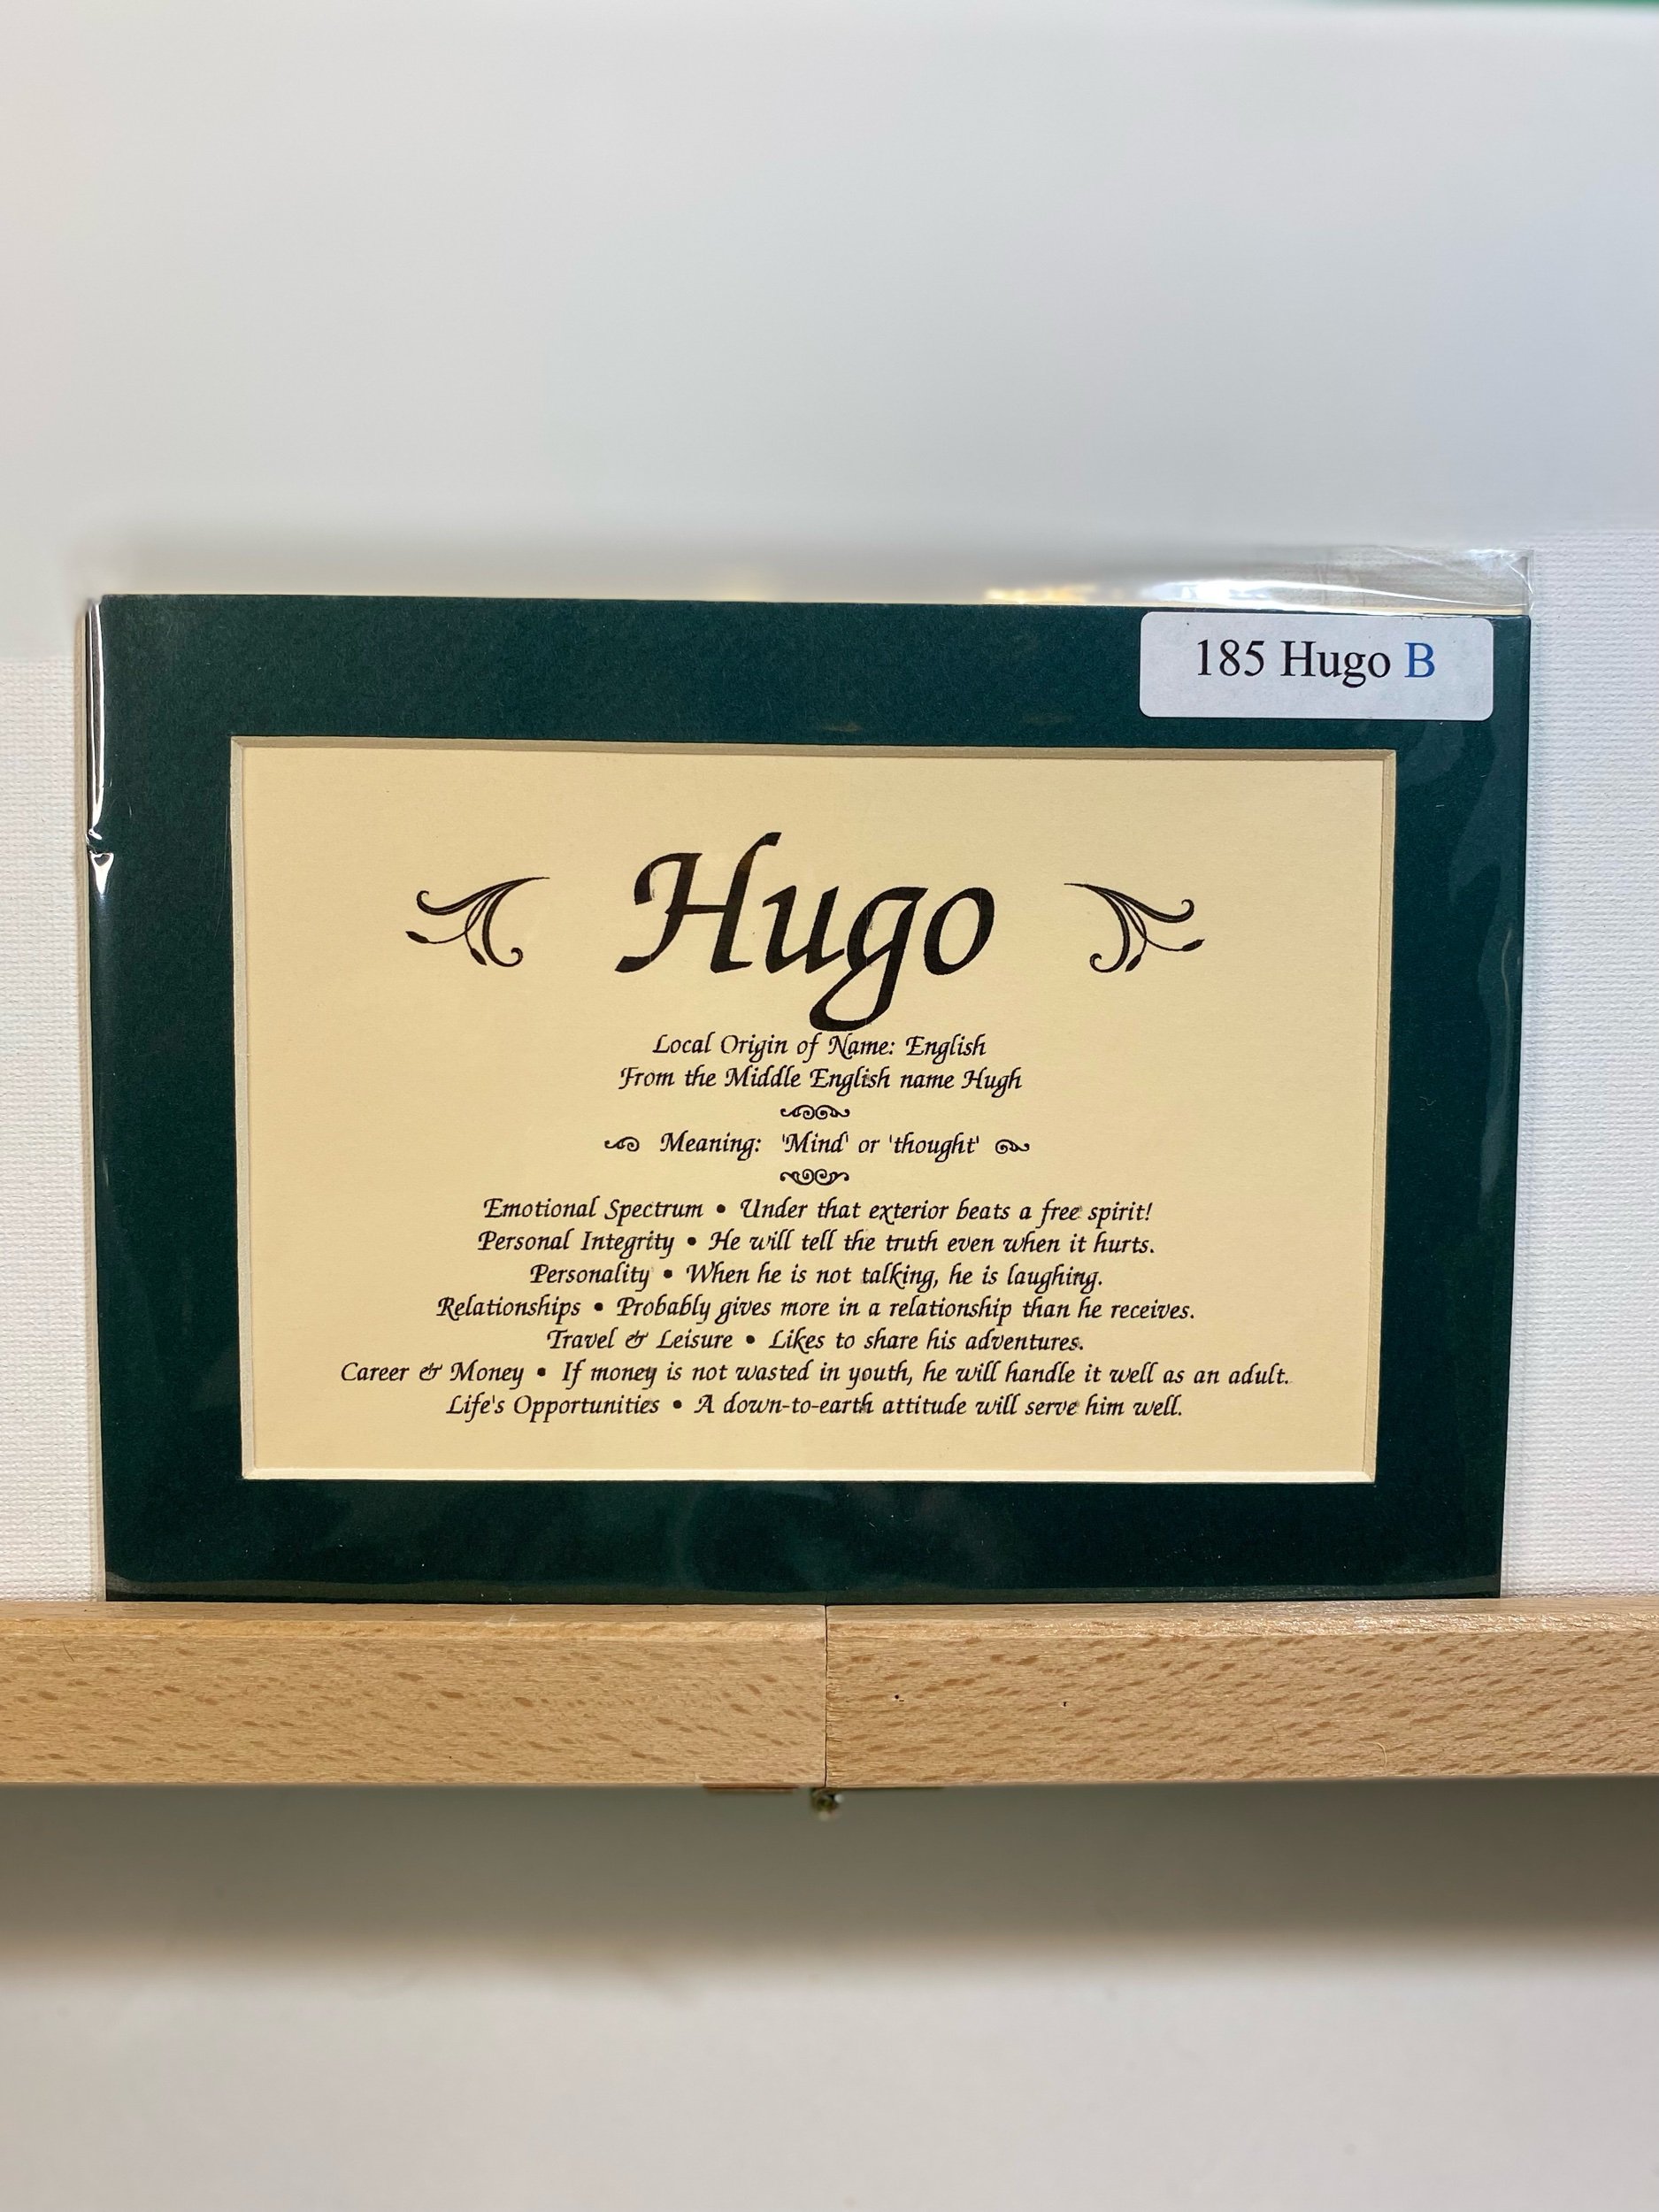 185 Hugo B
Hugo
Local Origin of Name: English
From the Middle English name Hugh
Meaning: 'Mind' or 'thought'
Emotional Spectrum • Under that exterior beats a free spirit!
Personal Integrity • He will tell the truth even when it hurts.
Personality • When he is not talking, he is laughing.
Relationships • Probably gives more in a relationship than he receives.
Travel & Leisure • Likes to share his adventures.
Career & Money • If money is not wasted in youth, he will handle it well as an adult.
Life's Opportunities • A down-to-earth attitude will serve him well.